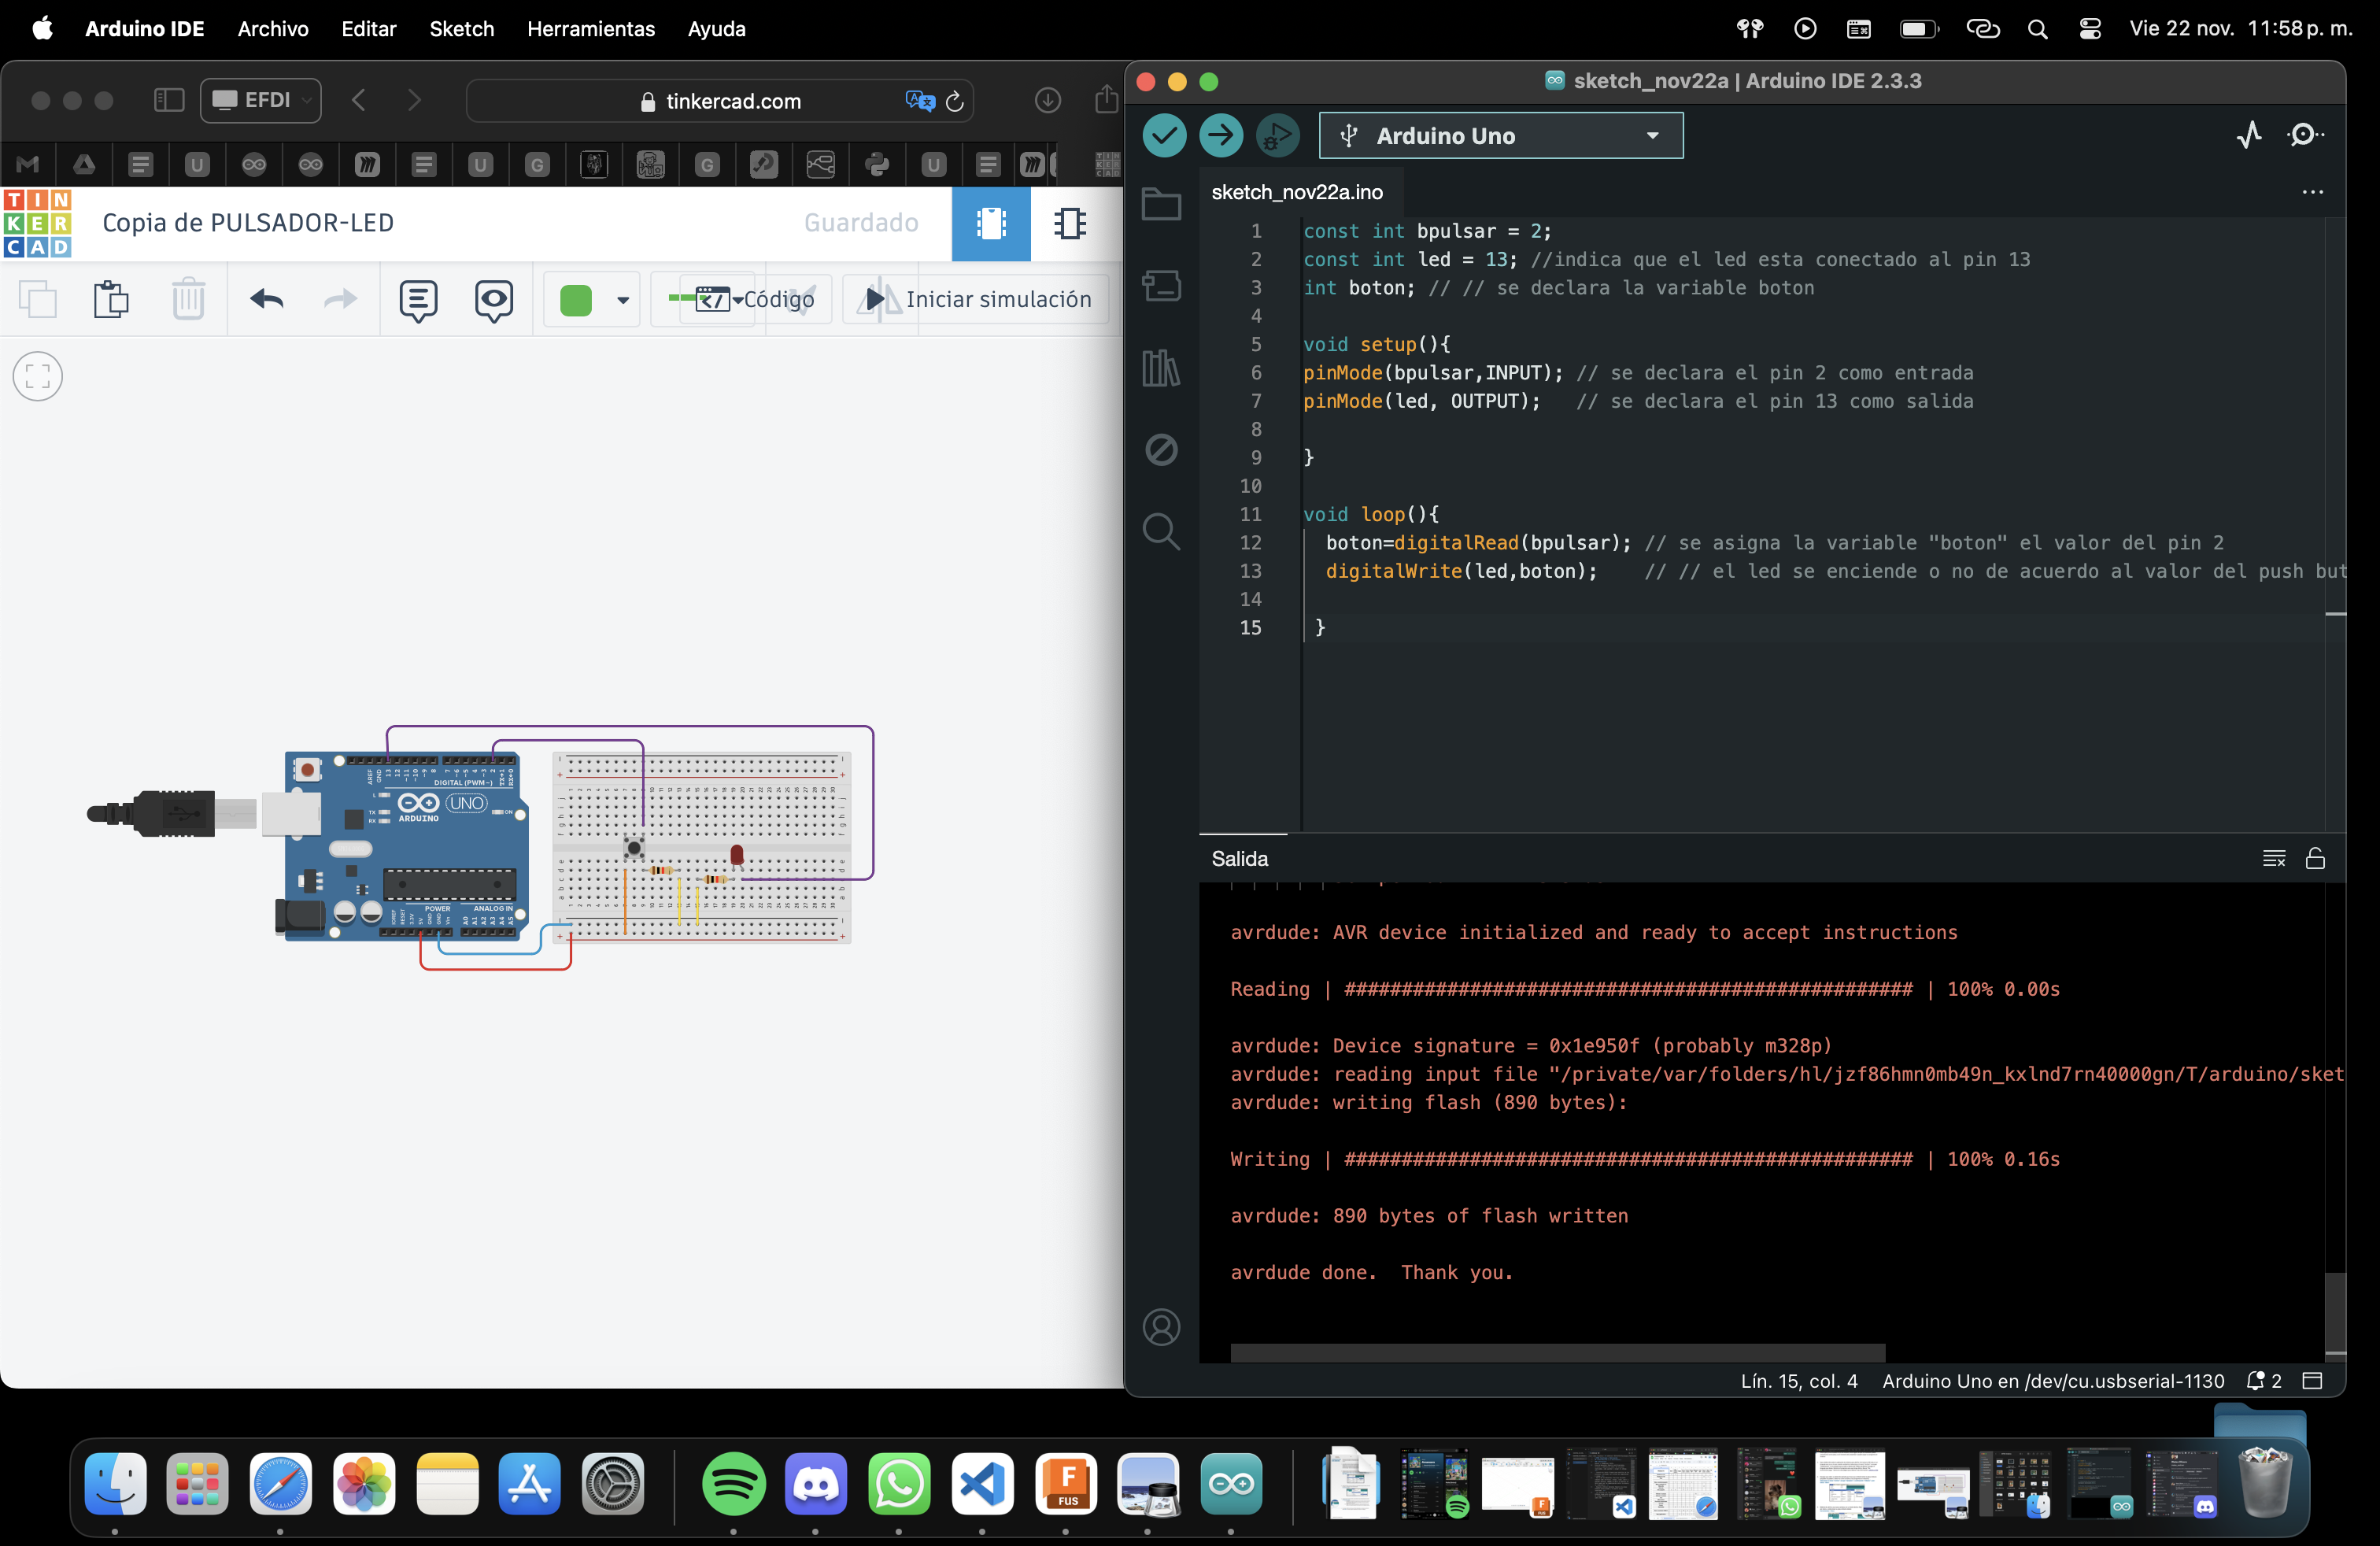 Arduino IDE Archivo Editar Sketch Herramientas Ayuda Vie 22 nov. 11:58 p. m.
EFDI tinkercad.com
TIN
KER
CAD
Copia de PULSADOR-LED Guardado
Código Iniciar simulación
DIGITAL (PWM~)
UNO
ARDUINO
POWER ANALOG IN
sketch_nov22a | Arduino IDE 2.3.3
Arduino Uno
sketch_nov22a.ino
1 const int bpulsar = 2;
2 const int led = 13; //indica que el led esta conectado al pin 13
3 int boton; // // se declara la variable boton
4
5 void setup(){
6 pinMode(bpulsar,INPUT); // se declara el pin 2 como entrada
7 pinMode(led, OUTPUT);   // se declara el pin 13 como salida
8
9 }
10
11 void loop(){
12   boton=digitalRead(bpulsar); // se asigna la variable "boton" el valor del pin 2
13   digitalWrite(led,boton);    // // el led se enciende o no de acuerdo al valor del push but
14
15  }
Salida
avrdude: AVR device initialized and ready to accept instructions
Reading | ################################################## | 100% 0.00s
avrdude: Device signature = 0x1e950f (probably m328p)
avrdude: reading input file "/private/var/folders/hl/jzf86hmn0mb49n_kxlnd7rn40000gn/T/arduino/sket
avrdude: writing flash (890 bytes):
Writing | ################################################## | 100% 0.16s
avrdude: 890 bytes of flash written
avrdude done.  Thank you.
Lín. 15, col. 4 Arduino Uno en /dev/cu.usbserial-1130 2
F
FUS